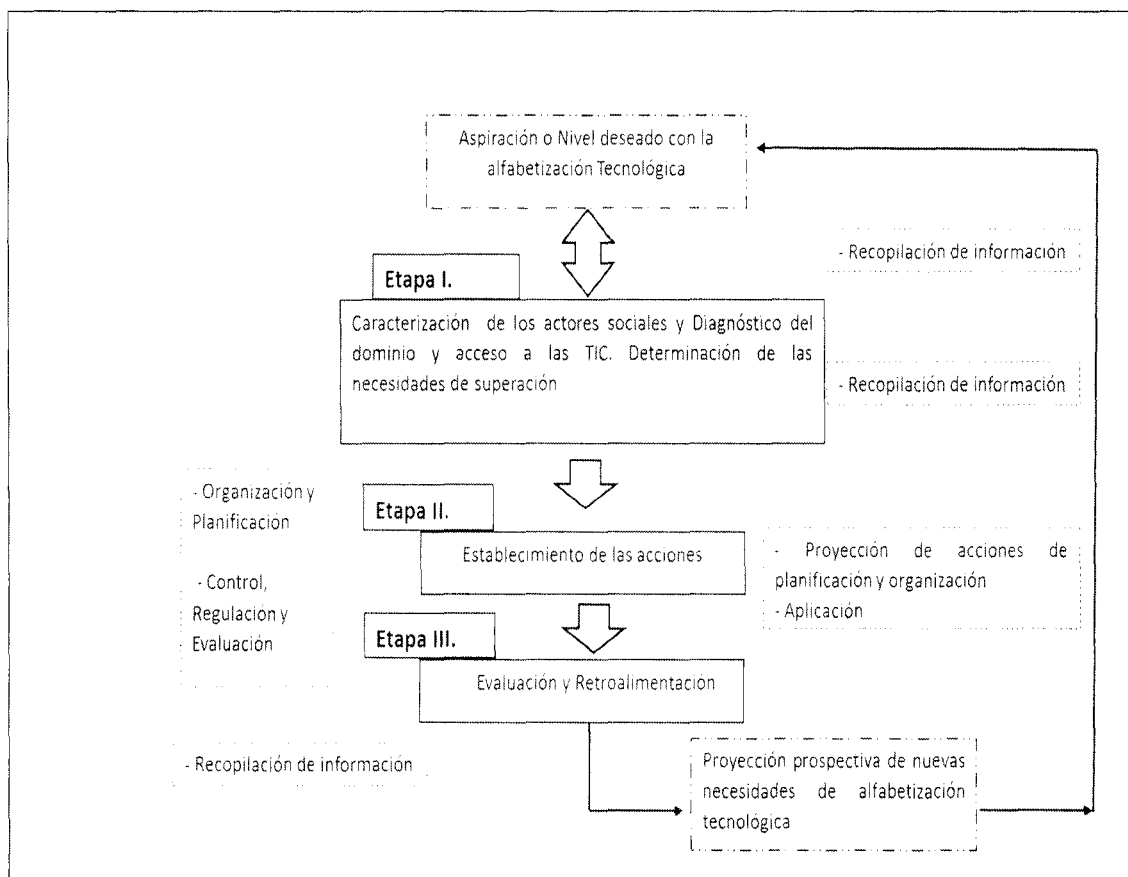 Aspiración o Nivel deseado con la
alfabetización Tecnológica
- Recopilación de información
Etapa I.
Caracterización de los actores sociales y Diagnóstico del
dominio y acceso a las TIC. Determinación de las
necesidades de superación
- Recopilación de información
- Organización y
Planificación
- Control,
Regulación y
Evaluación
Etapa II.
Establecimiento de las acciones
- Proyección de acciones de
planificación y organización
- Aplicación
Etapa III.
Evaluación y Retroalimentación
- Recopilación de información
Proyección prospectiva de nuevas
necesidades de alfabetización
tecnológica